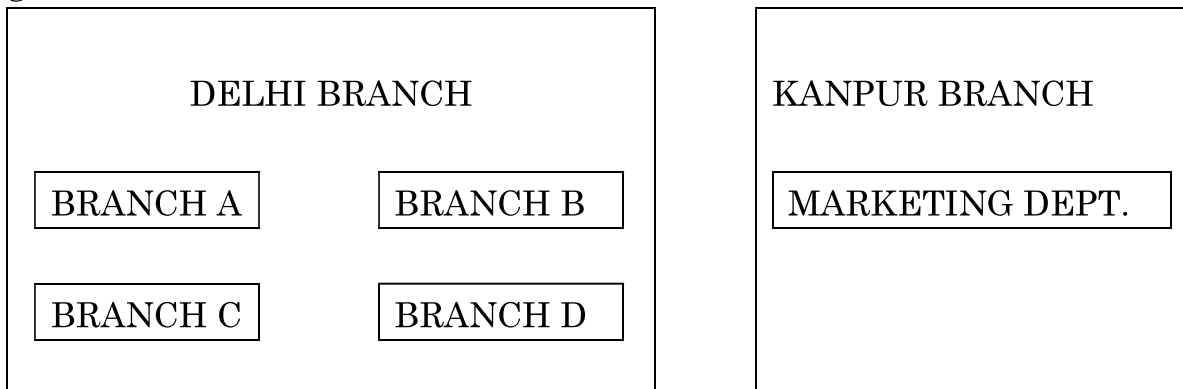 DELHI BRANCH
KANPUR BRANCH
BRANCH A
BRANCH B
MARKETING DEPT.
BRANCH C
BRANCH D